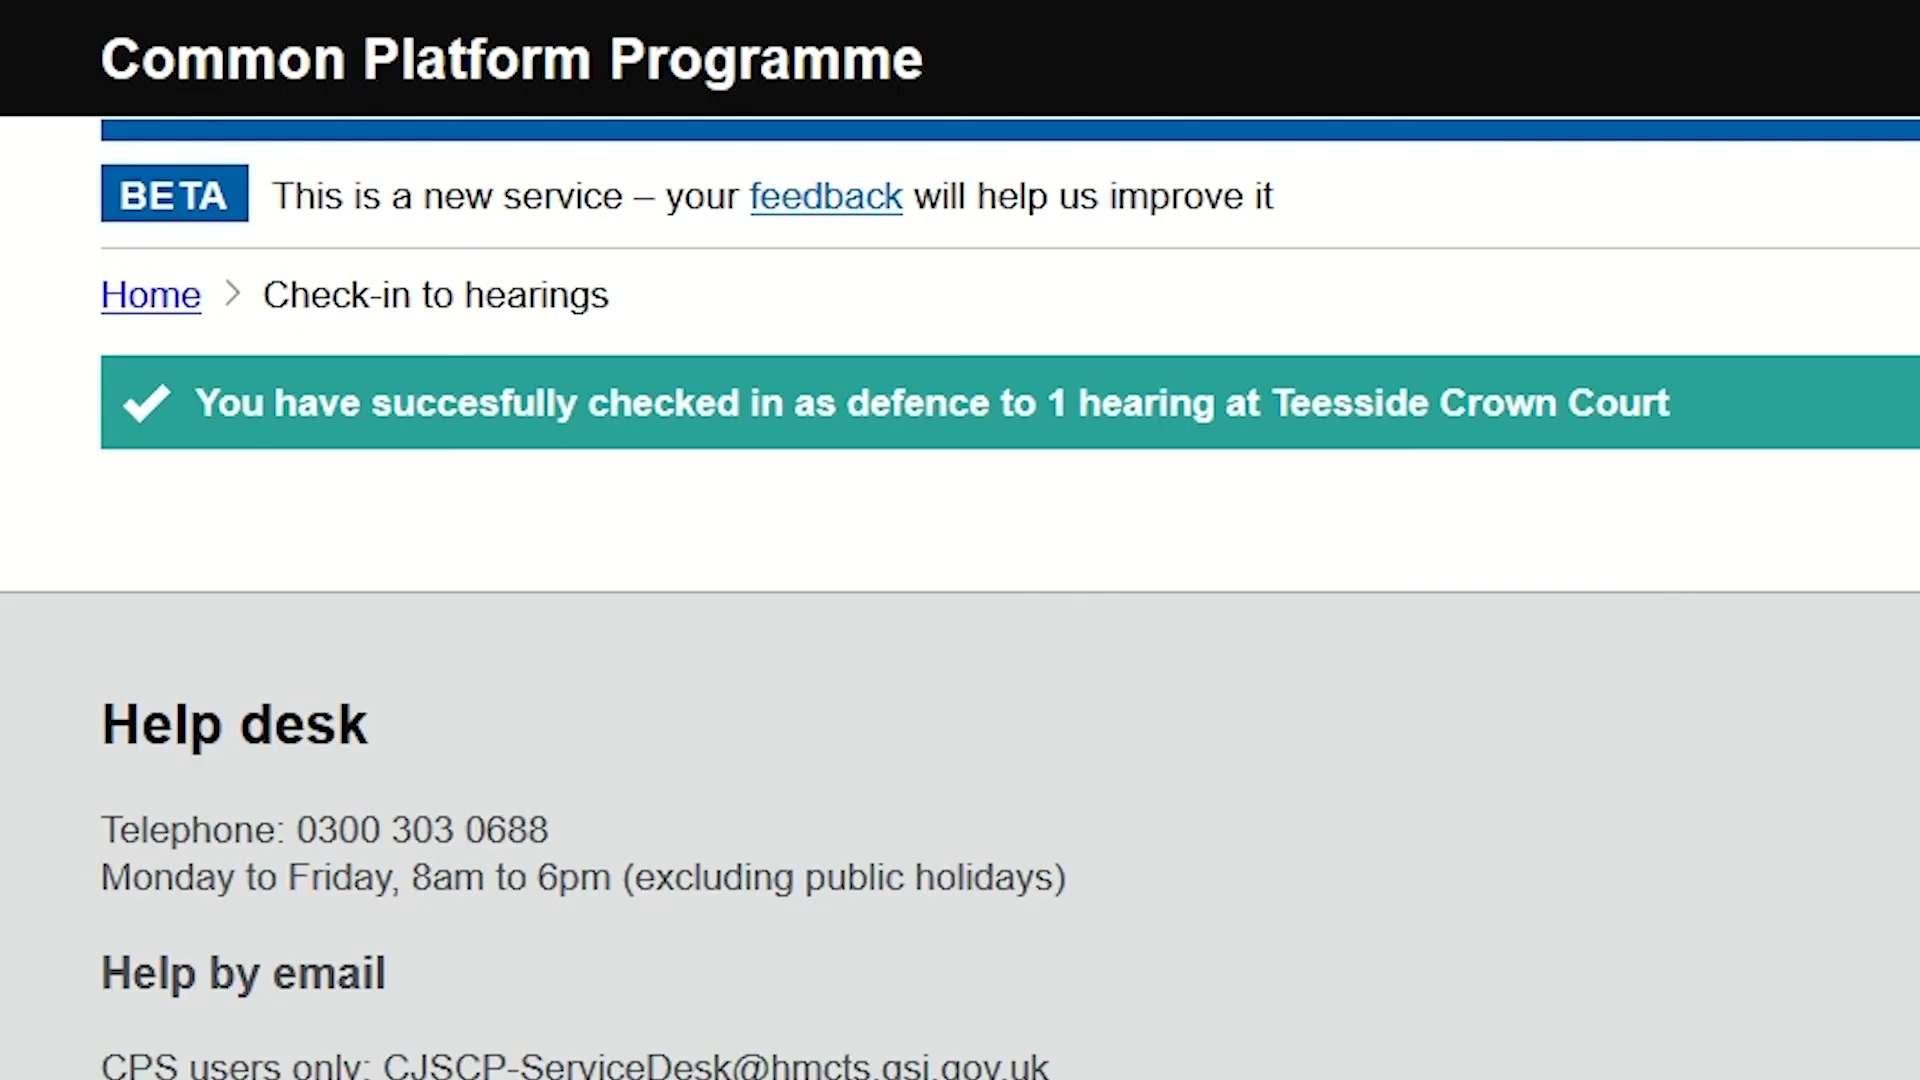 Common Platform Programme
BETA This is a new service – your feedback will help us improve it
Home > Check-in to hearings
You have succesfully checked in as defence to 1 hearing at Teesside Crown Court
Help desk
Telephone: 0300 303 0688
Monday to Friday, 8am to 6pm (excluding public holidays)
Help by email
CPS users only: CJSCP-ServiceDesk@hmcts.gsi.gov.uk